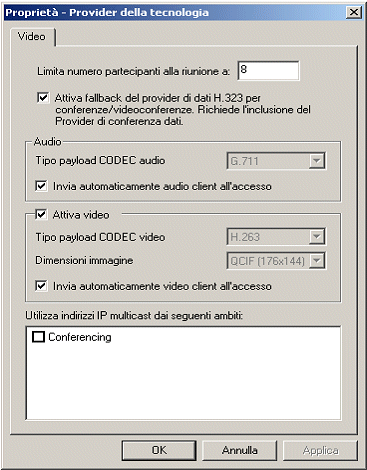 Proprietà - Provider della tecnologia
Video
Limita numero partecipanti alla riunione a: 8
Attiva fallback del provider di dati H.323 per
conferenze/videoconferenze. Richiede l'inclusione del
Provider di conferenza dati.
Audio
Tipo payload CODEC audio G.711
Invia automaticamente audio client all'accesso
Attiva video
Tipo payload CODEC video H.263
Dimensioni immagine QCIF (176x144)
Invia automaticamente video client all'accesso
Utilizza indirizzi IP multicast dai seguenti ambiti:
Conferencing
OK Annulla Applica